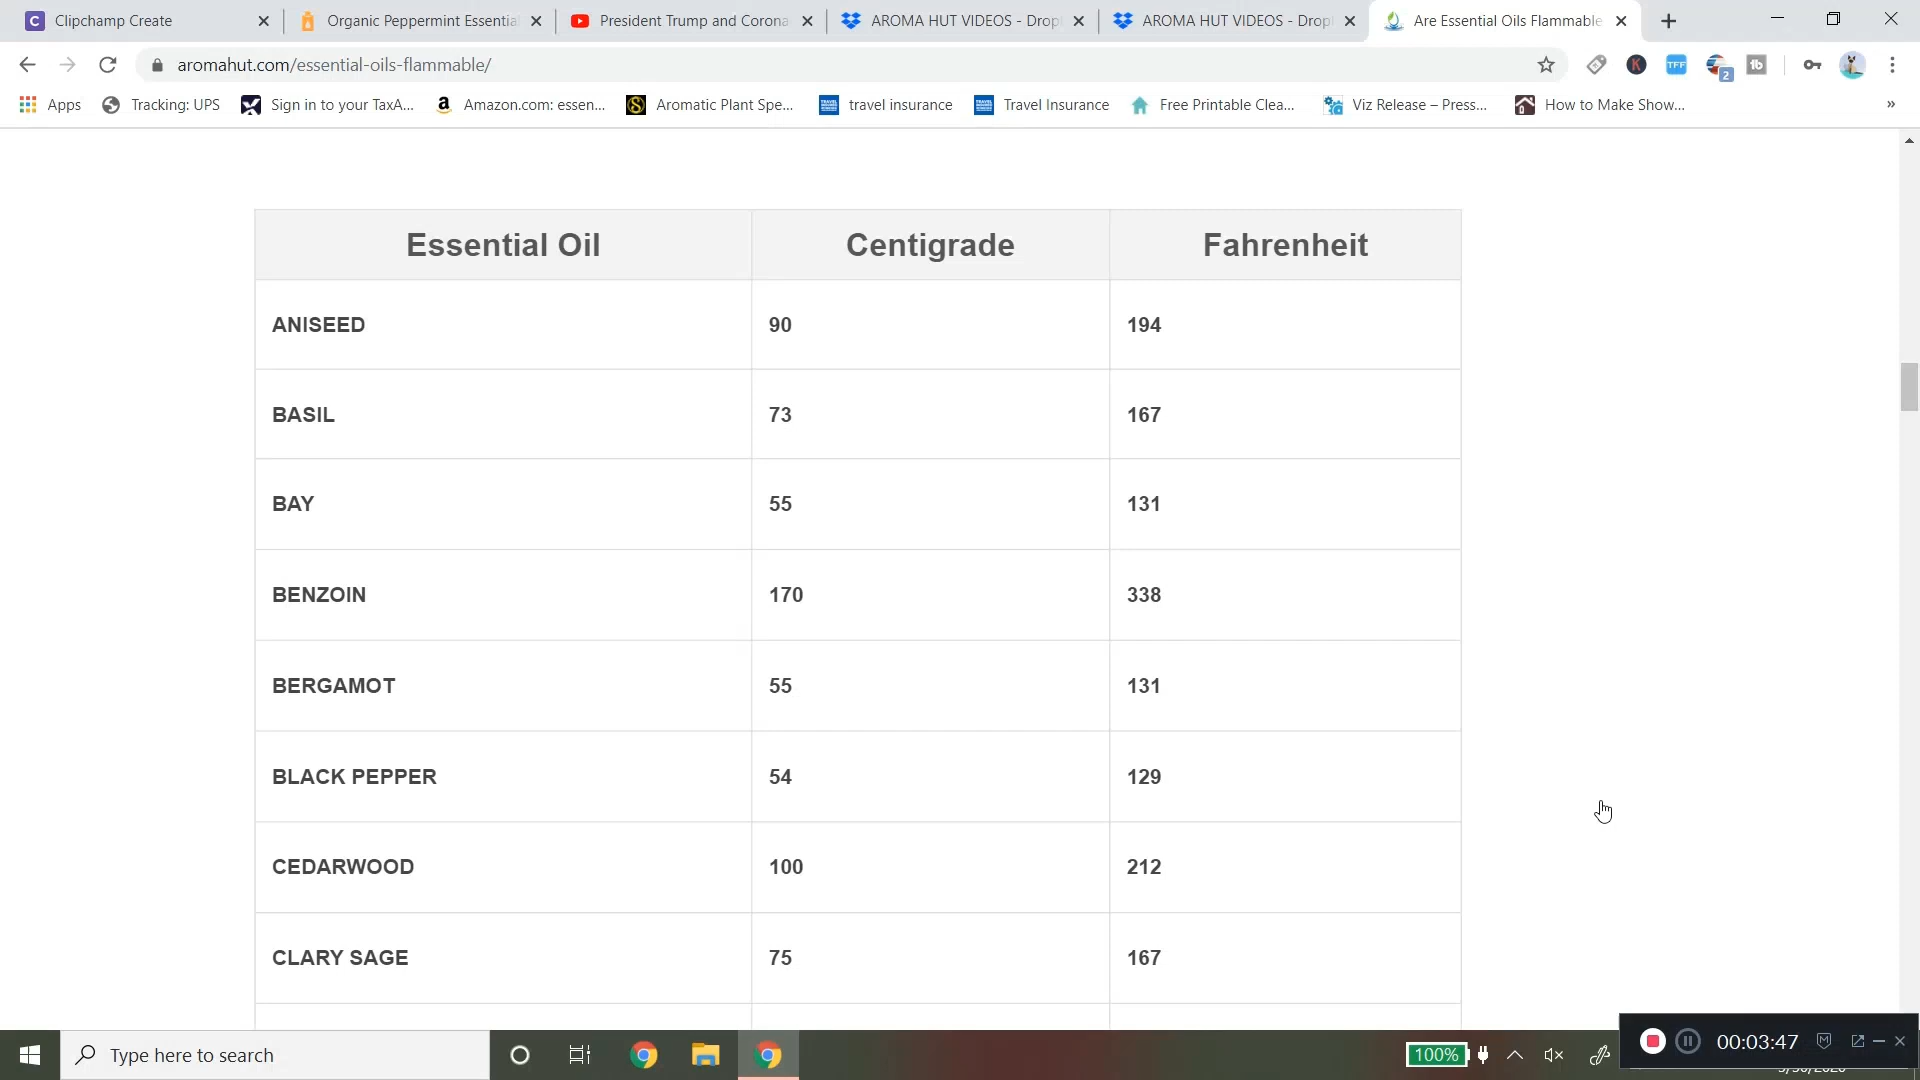 Clipchamp Create
Organic Peppermint Essential
President Trump and Corona
AROMA HUT VIDEOS - Drop
AROMA HUT VIDEOS - Drop
Are Essential Oils Flammable
aromahut.com/essential-oils-flammable/
K
TFF
2
tb
Apps
Tracking: UPS
Sign in to your TaxA...
Amazon.com: essen...
Aromatic Plant Spe...
travel insurance
Travel Insurance
Free Printable Clea...
Viz Release – Press...
How to Make Show...
»
Essential Oil Centigrade Fahrenheit
ANISEED 90 194
BASIL 73 167
BAY 55 131
BENZOIN 170 338
BERGAMOT 55 131
BLACK PEPPER 54 129
CEDARWOOD 100 212
CLARY SAGE 75 167
Type here to search
100%
00:03:47